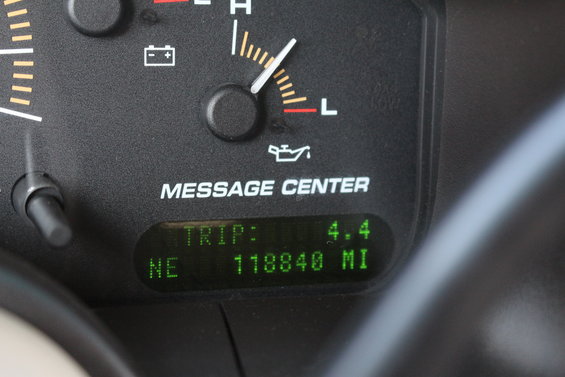 L
H
L
MESSAGE CENTER
TRIP: 4.4
NE 118840 MI